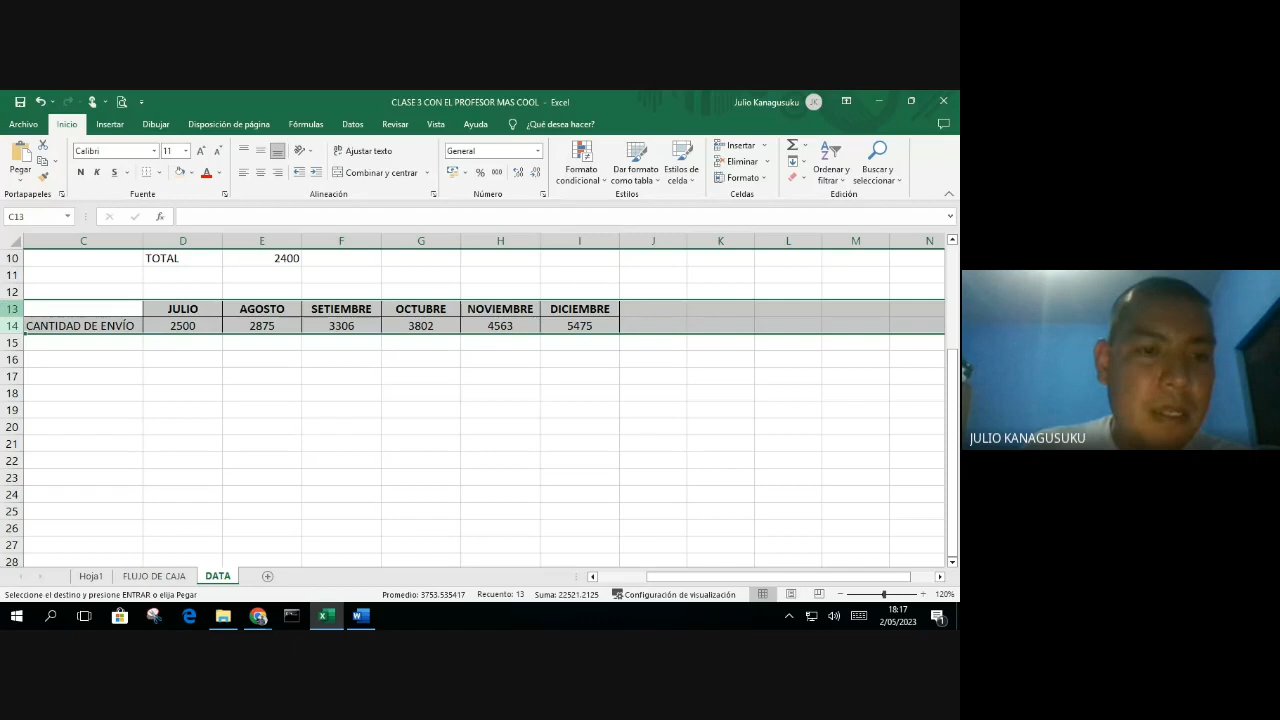 CLASE 3 CON EL PROFESOR MAS COOL - Excel
Julio Kanagusuku JK
Archivo Inicio Insertar Dibujar Disposición de página Fórmulas Datos Revisar Vista Ayuda ¿Qué desea hacer?
Pegar
Calibri 11
N K S
Ajustar texto
Combinar y centrar
General
% 000
Formato condicional
Dar formato como tabla
Estilos de celda
Insertar
Eliminar
Formato
Ordenar y filtrar
Buscar y seleccionar
Portapapeles Fuente Alineación Número Estilos Celdas Edición
C13 fx
C D E F G H I J K L M N
10 TOTAL 2400
11
12
13 JULIO AGOSTO SETIEMBRE OCTUBRE NOVIEMBRE DICIEMBRE
14 CANTIDAD DE ENVÍO 2500 2875 3306 3802 4563 5475
15
16
17
18
19
20
21
22
23
24
25
26
27
28
Hoja1 FLUJO DE CAJA DATA
Seleccione el destino y presione ENTRAR o elija Pegar Promedio: 3753.535417 Recuento: 13 Suma: 22521.2125 Configuración de visualización 120%
18:17
2/05/2023
1
JULIO KANAGUSUKU